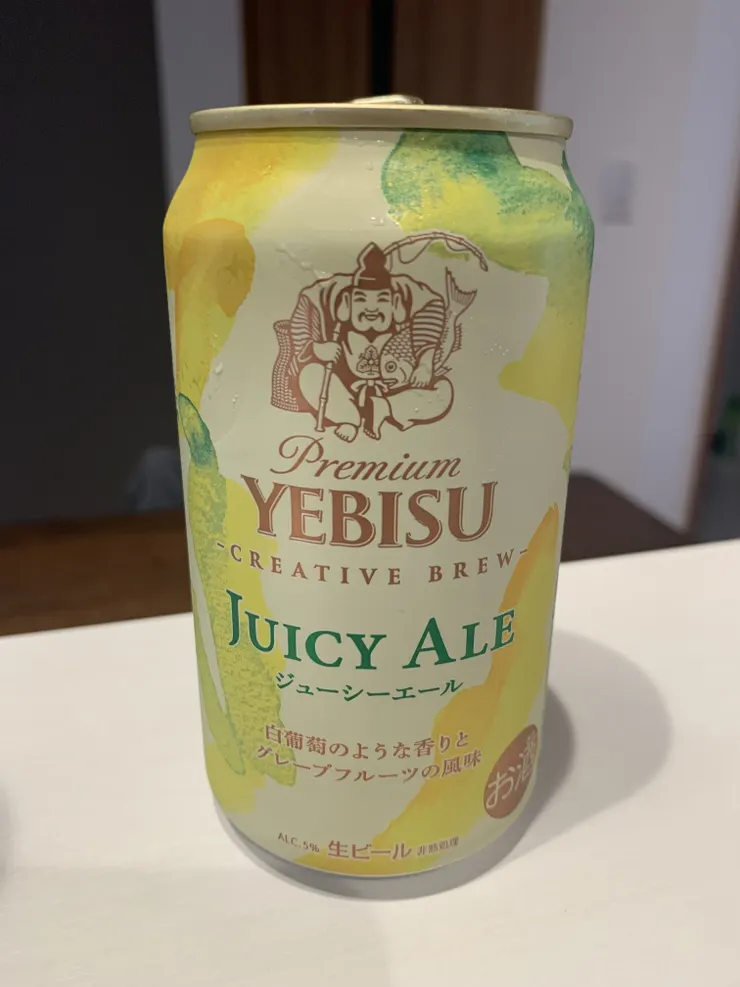 Premium
YEBISU
-CREATIVE BREW-
JUICY ALE
ジューシーエール
白葡萄のような香りと
グレープフルーツの風味
お酒
ALC.5% 生ビール 非熱処理